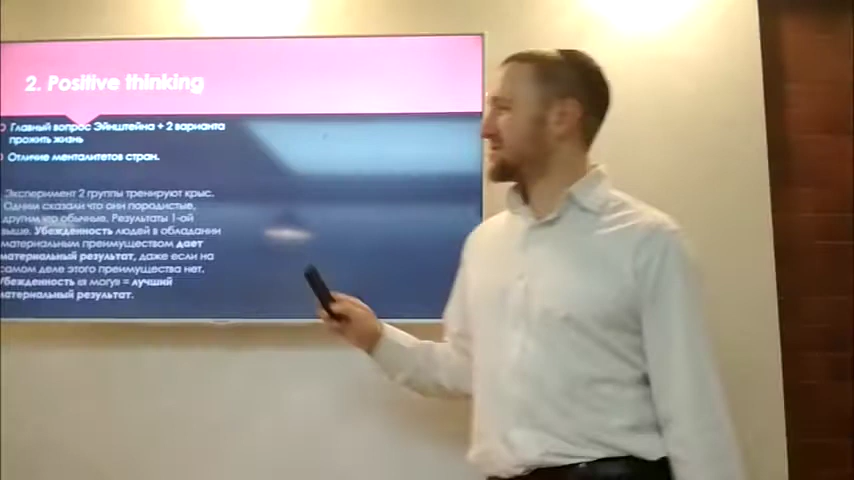 2. Positive thinking
Главный вопрос Эйнштейна + 2 варианта
прожить жизнь
Отличие менталитетов стран.
Эксперимент 2 группы тренируют крыс.
Одним сказали что они породистые,
другим что обычные. Результаты 1-ой
выше. Убежденность людей в обладании
материальным преимуществом дает
материальный результат, даже если на
самом деле этого преимущества нет.
Убежденность «я могу» = лучший
материальный результат.